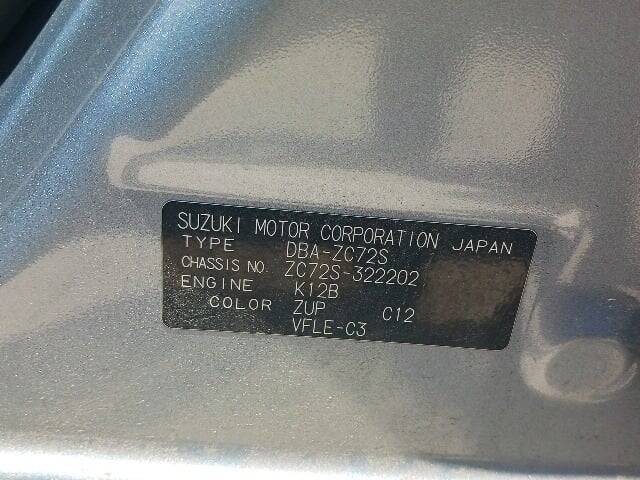 SUZUKI MOTOR CORPORATION JAPAN
TYPE DBA-ZC72S
CHASSIS NO. ZC72S-322202
ENGINE K12B
COLOR ZUP C12
VFLE-C3